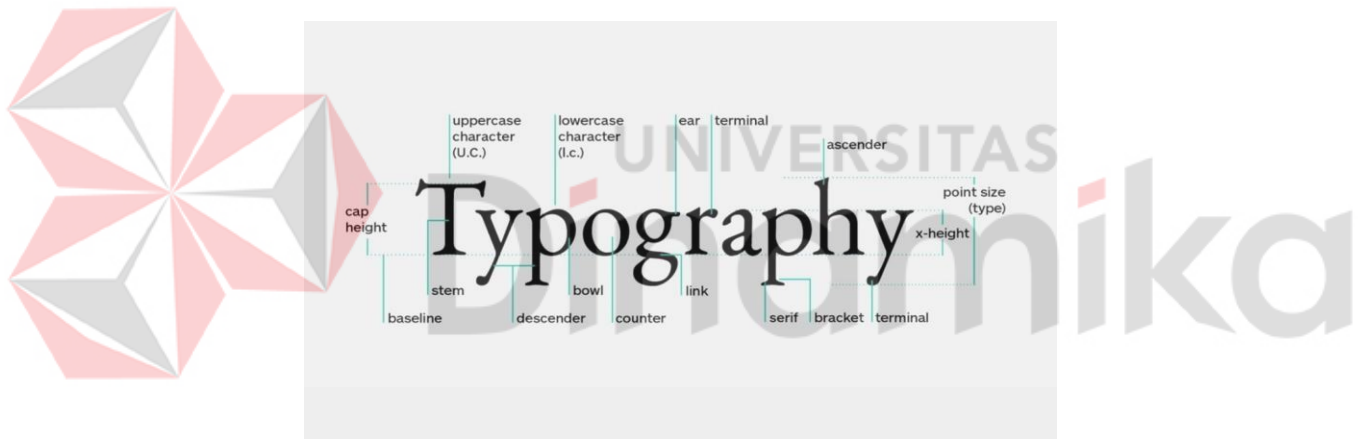 uppercase
character
(U.C.)
lowercase
character
(l.c.)
ear
terminal
ascender
UNIVERSITAS
Dinamika
Typography
cap
height
point size
(type)
x-height
stem
bowl
link
baseline
descender
counter
serif
bracket
terminal